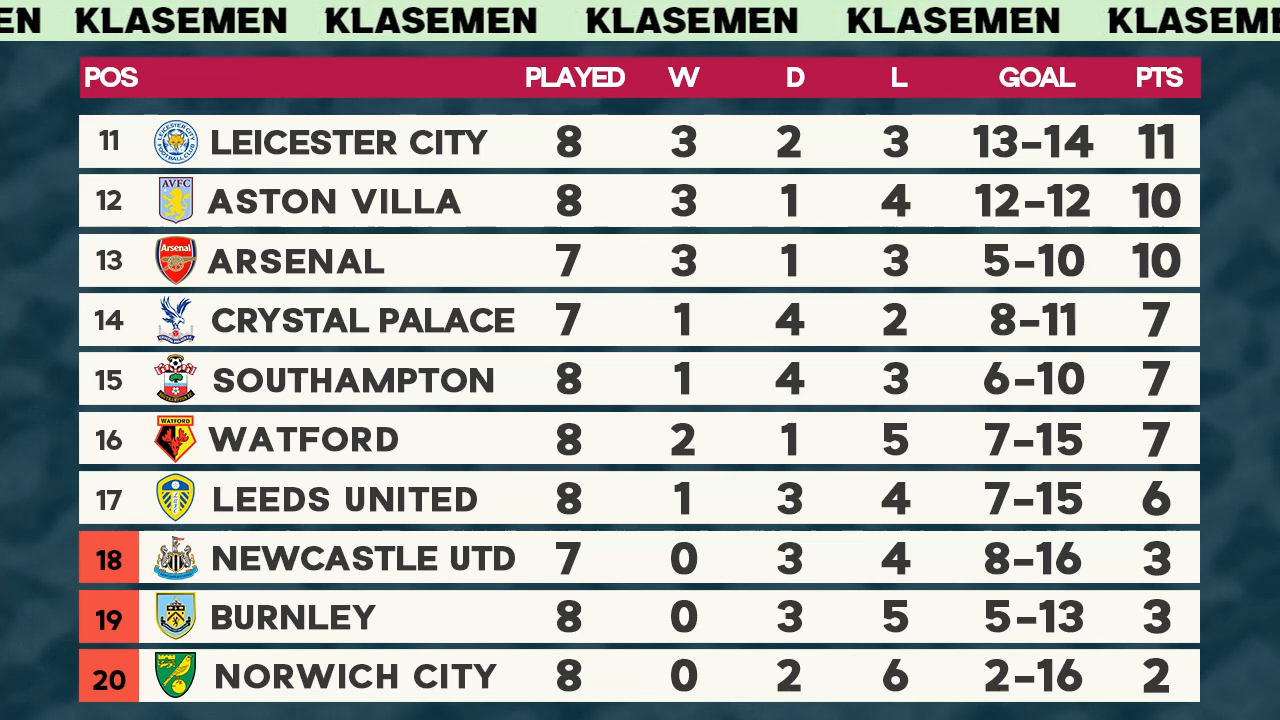 EN KLASEMEN KLASEMEN KLASEMEN KLASEMEN KLASEM
POS PLAYED W D L GOAL PTS
11 LEICESTER CITY 8 3 2 3 13-14 11
12 AVFC ASTON VILLA 8 3 1 4 12-12 10
13 Arsenal ARSENAL 7 3 1 3 5-10 10
14 CRYSTAL PALACE 7 1 4 2 8-11 7
15 SOUTHAMPTON 8 1 4 3 6-10 7
16 WATFORD WATFORD 8 2 1 5 7-15 7
17 LEEDS UNITED 8 1 3 4 7-15 6
18 NEWCASTLE UTD 7 0 3 4 8-16 3
19 BURNLEY 8 0 3 5 5-13 3
20 NORWICH CITY 8 0 2 6 2-16 2